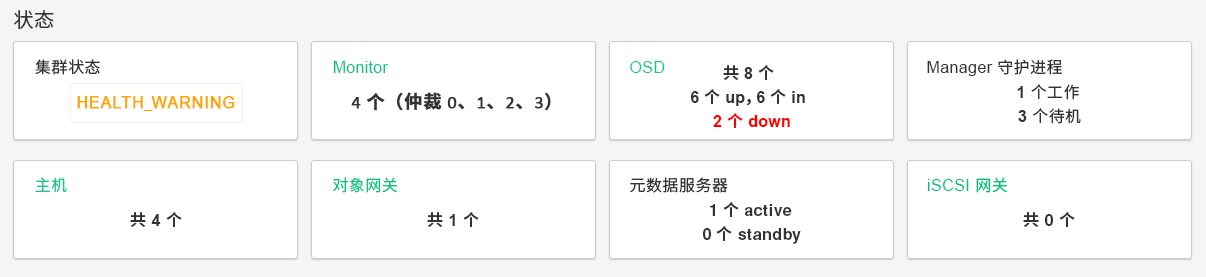 状态
集群状态
HEALTH_WARNING
Monitor
4 个（仲裁 0、1、2、3）
OSD
共 8 个
6 个 up, 6 个 in
2 个 down
Manager 守护进程
1 个工作
3 个待机
主机
共 4 个
对象网关
共 1 个
元数据服务器
1 个 active
0 个 standby
iSCSI 网关
共 0 个